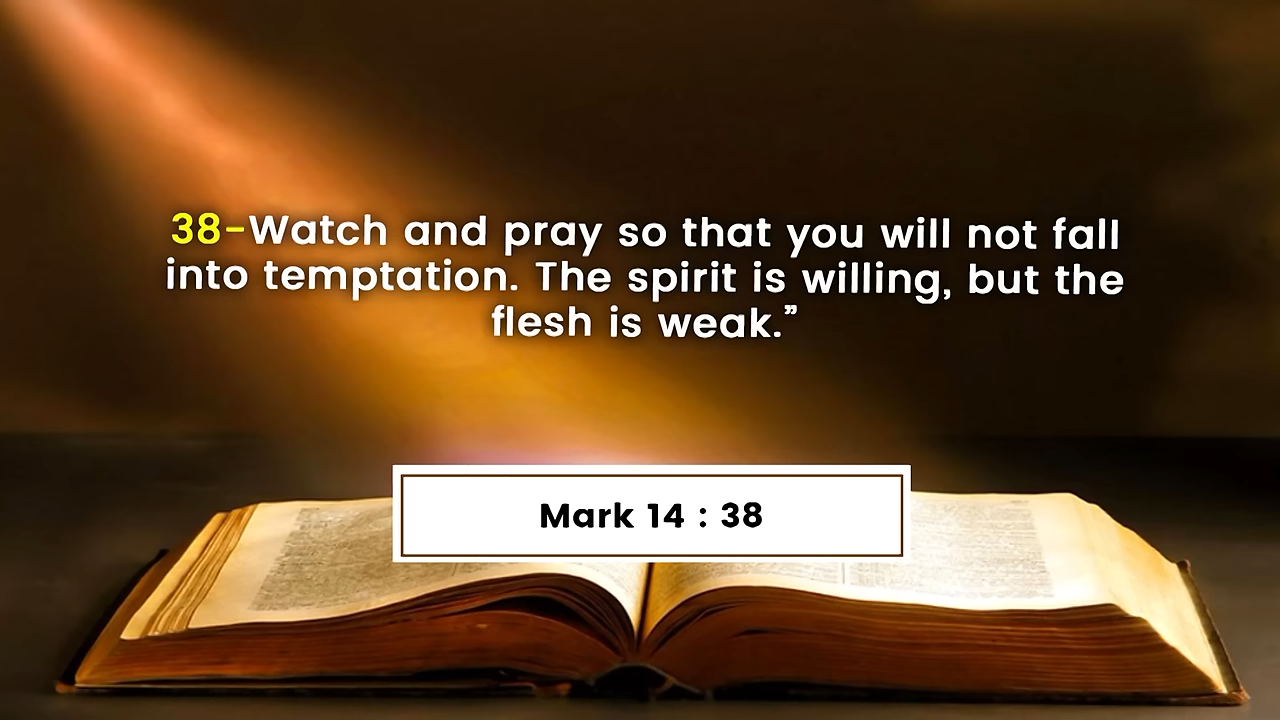 38-Watch and pray so that you will not fall
into temptation. The spirit is willing, but the
flesh is weak.”
Mark 14 : 38